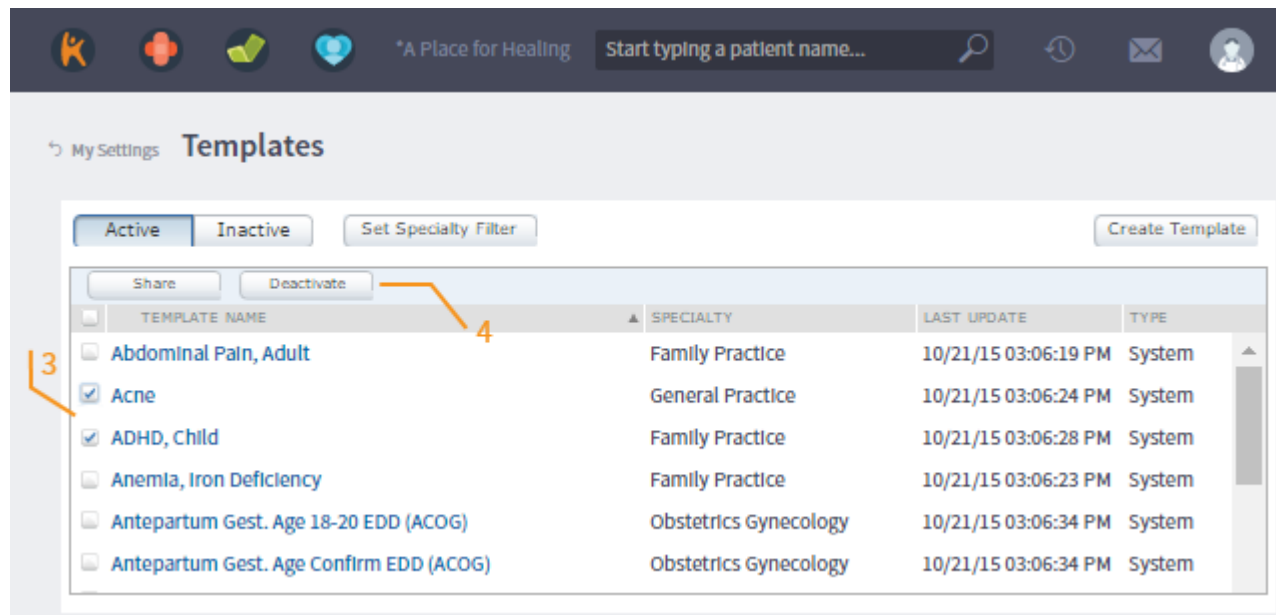 *A Place for Healing Start typing a patient name...
My Settings Templates
Active Inactive Set Specialty Filter Create Template
Share Deactivate
TEMPLATE NAME SPECIALTY LAST UPDATE TYPE
4
Abdominal Pain, Adult Family Practice 10/21/15 03:06:19 PM System
3
Acne General Practice 10/21/15 03:06:24 PM System
ADHD, Child Family Practice 10/21/15 03:06:28 PM System
Anemia, Iron Deficiency Family Practice 10/21/15 03:06:23 PM System
Antepartum Gest. Age 18-20 EDD (ACOG) Obstetrics Gynecology 10/21/15 03:06:34 PM System
Antepartum Gest. Age Confirm EDD (ACOG) Obstetrics Gynecology 10/21/15 03:06:34 PM System